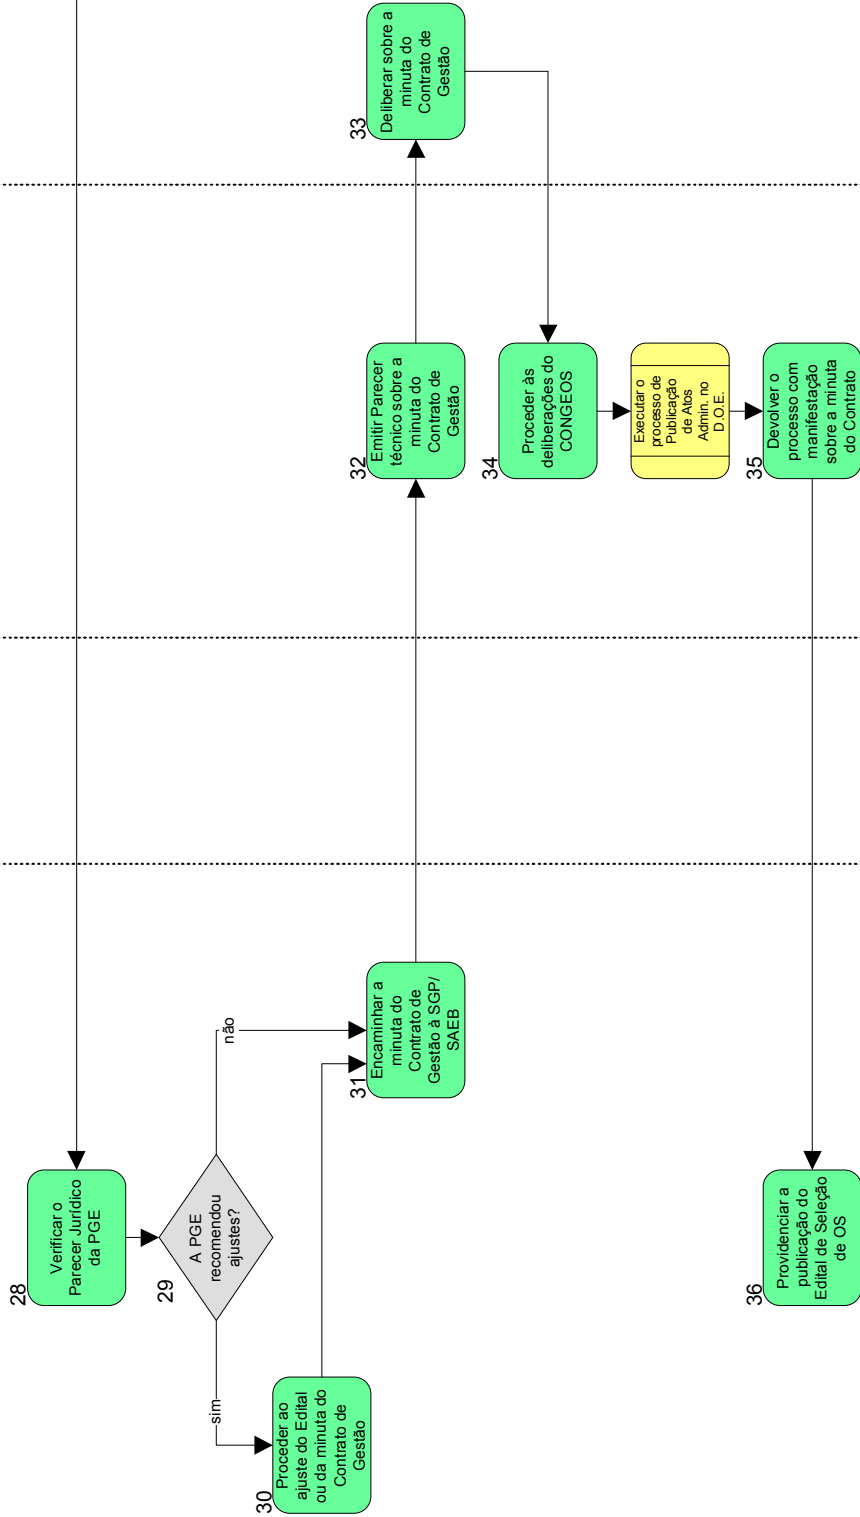 28
Verificar o
Parecer Jurídico
da PGE
29
A PGE
recomendou
ajustes?
sim
não
30
Proceder ao
ajuste do Edital
ou da minuta do
Contrato de
Gestão
31
Encaminhar a
minuta do
Contrato de
Gestão à SGP/
SAEB
32
Emitir Parecer
técnico sobre a
minuta do
Contrato de
Gestão
33
Deliberar sobre a
minuta do
Contrato de
Gestão
34
Proceder às
deliberações do
CONGEOS
Executar o
processo de
Publicação
de Atos
Admin. no
D.O.E.
35
Devolver o
processo com
manifestação
sobre a minuta
do Contrato
36
Providenciar a
publicação do
Edital de Seleção
de OS